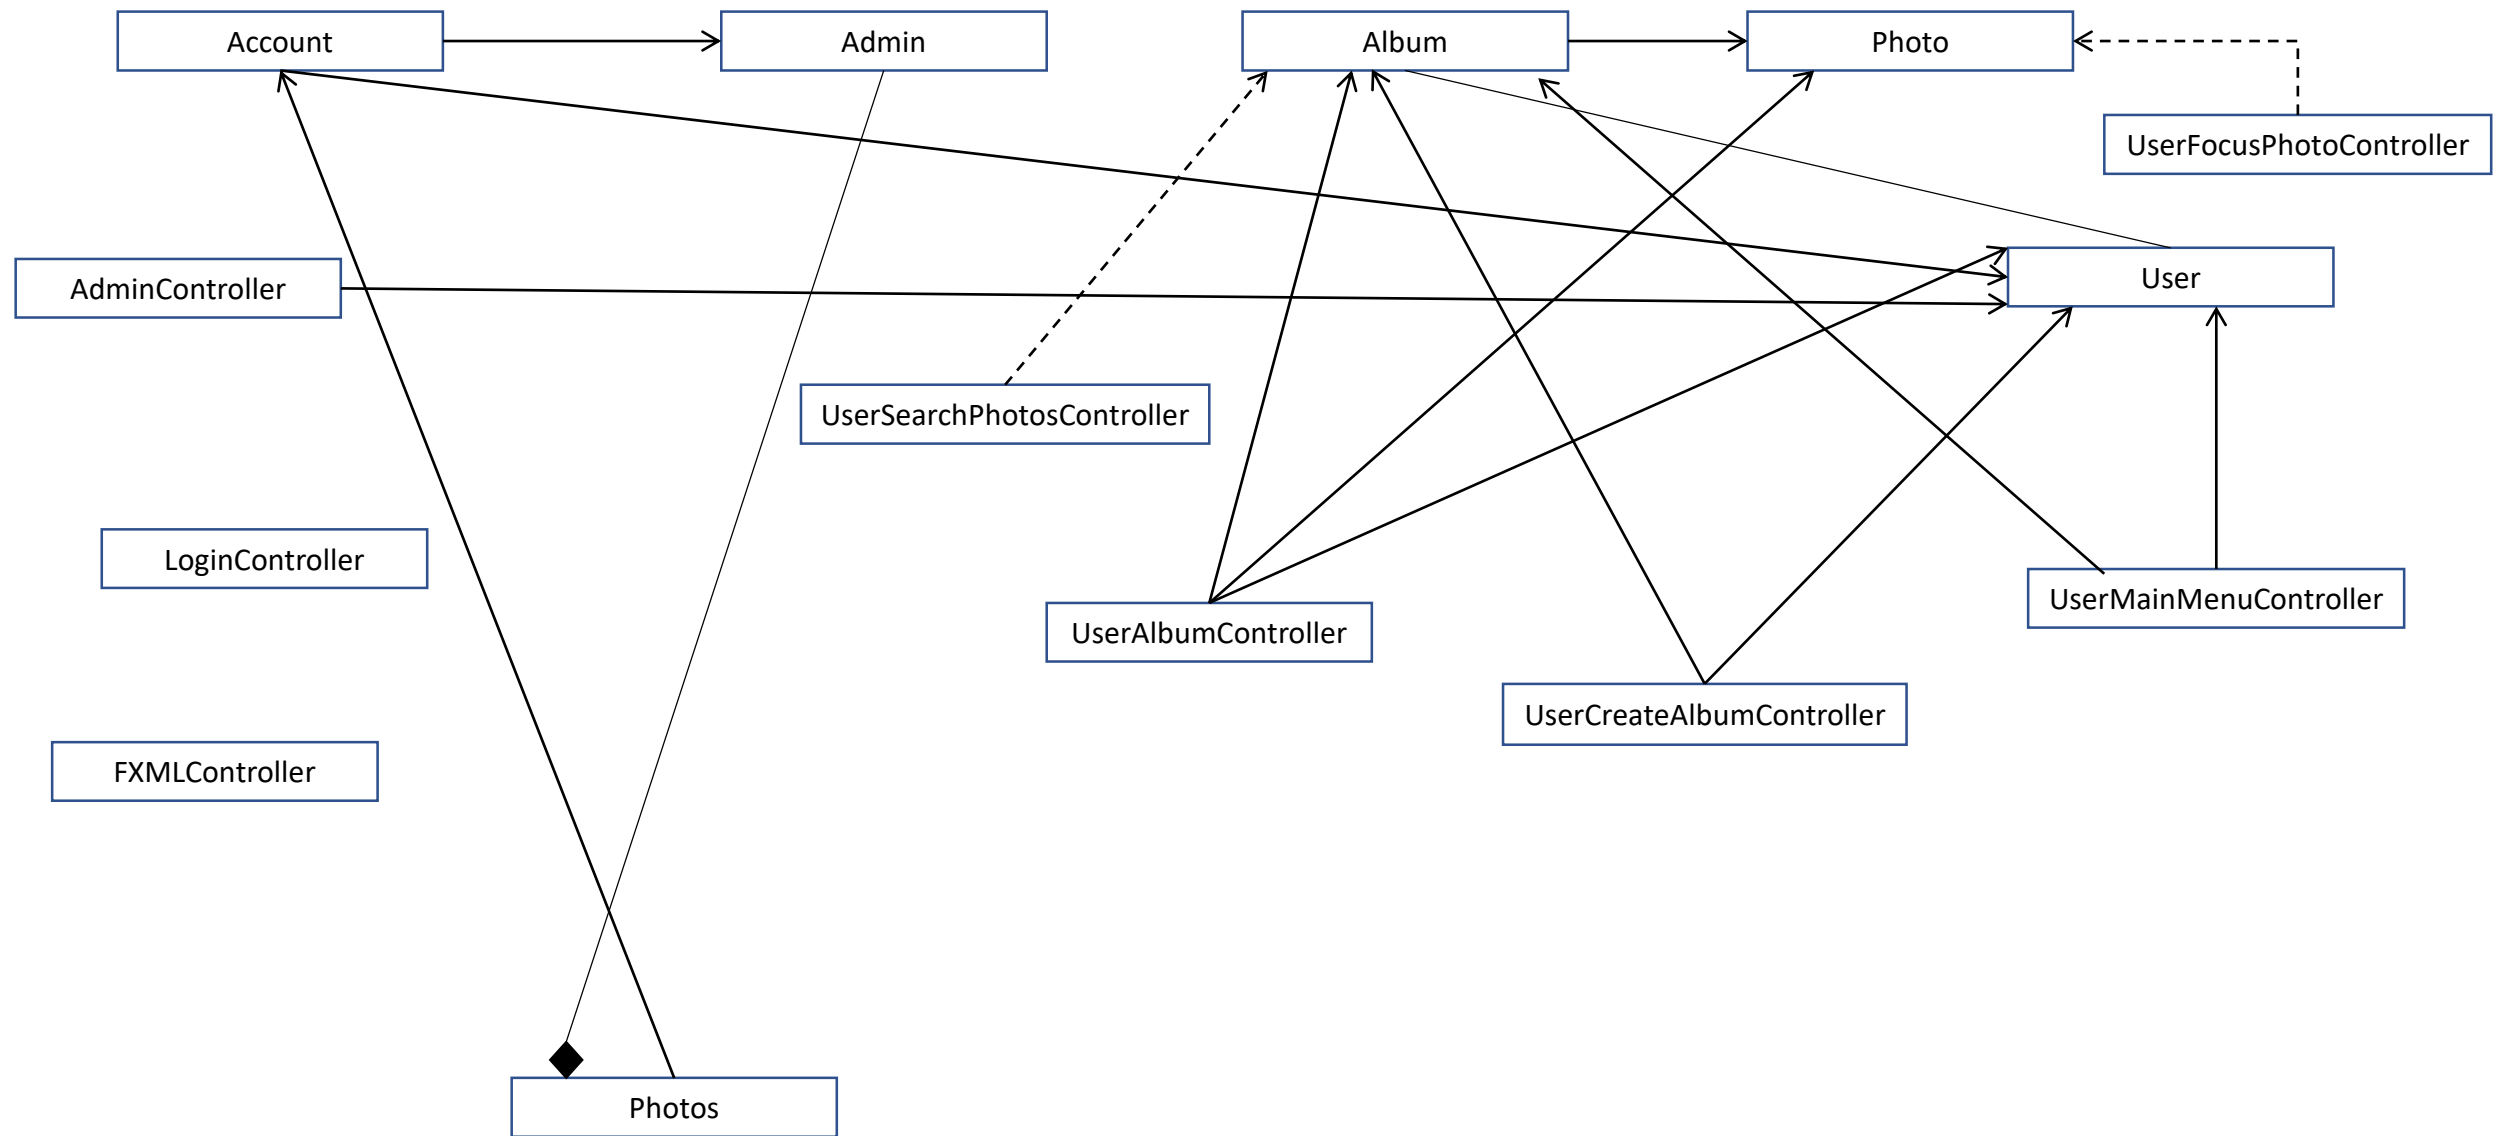 Account
Admin
Album
Photo
UserFocusPhotoController
User
AdminController
UserSearchPhotosController
LoginController
UserAlbumController
UserMainMenuController
UserCreateAlbumController
FXMLController
Photos